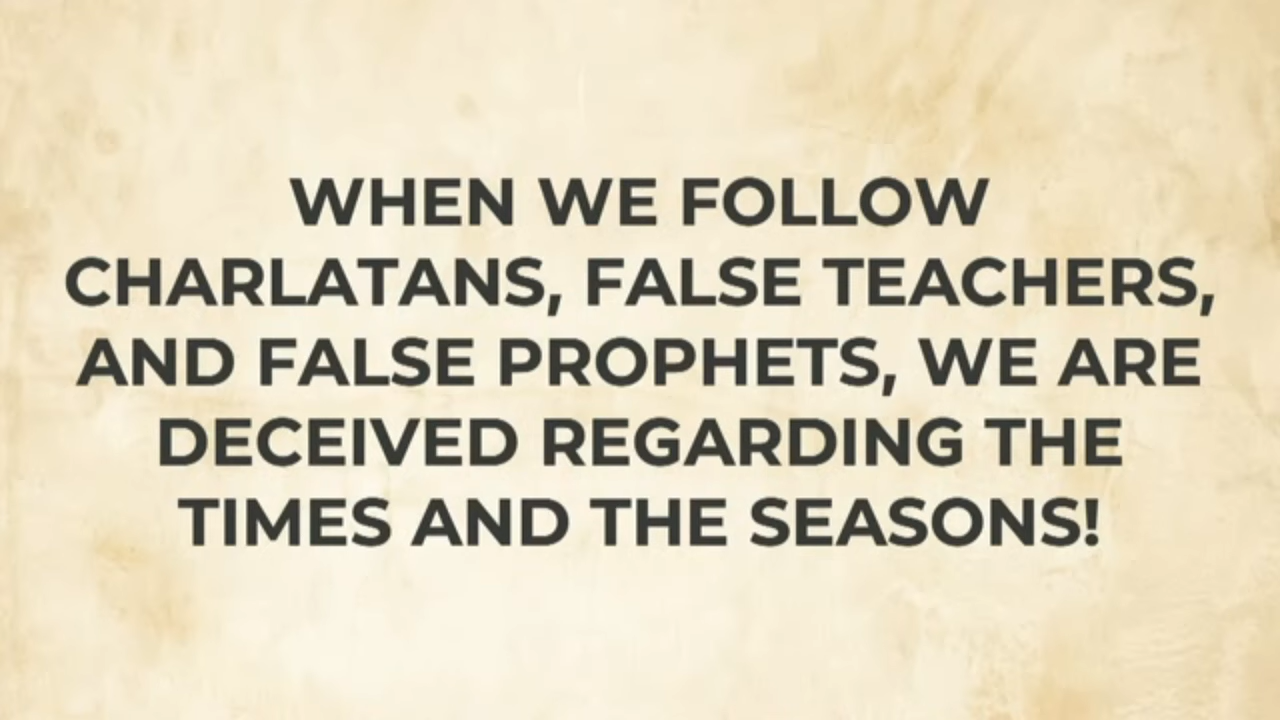 WHEN WE FOLLOW
CHARLATANS, FALSE TEACHERS,
AND FALSE PROPHETS, WE ARE
DECEIVED REGARDING THE
TIMES AND THE SEASONS!